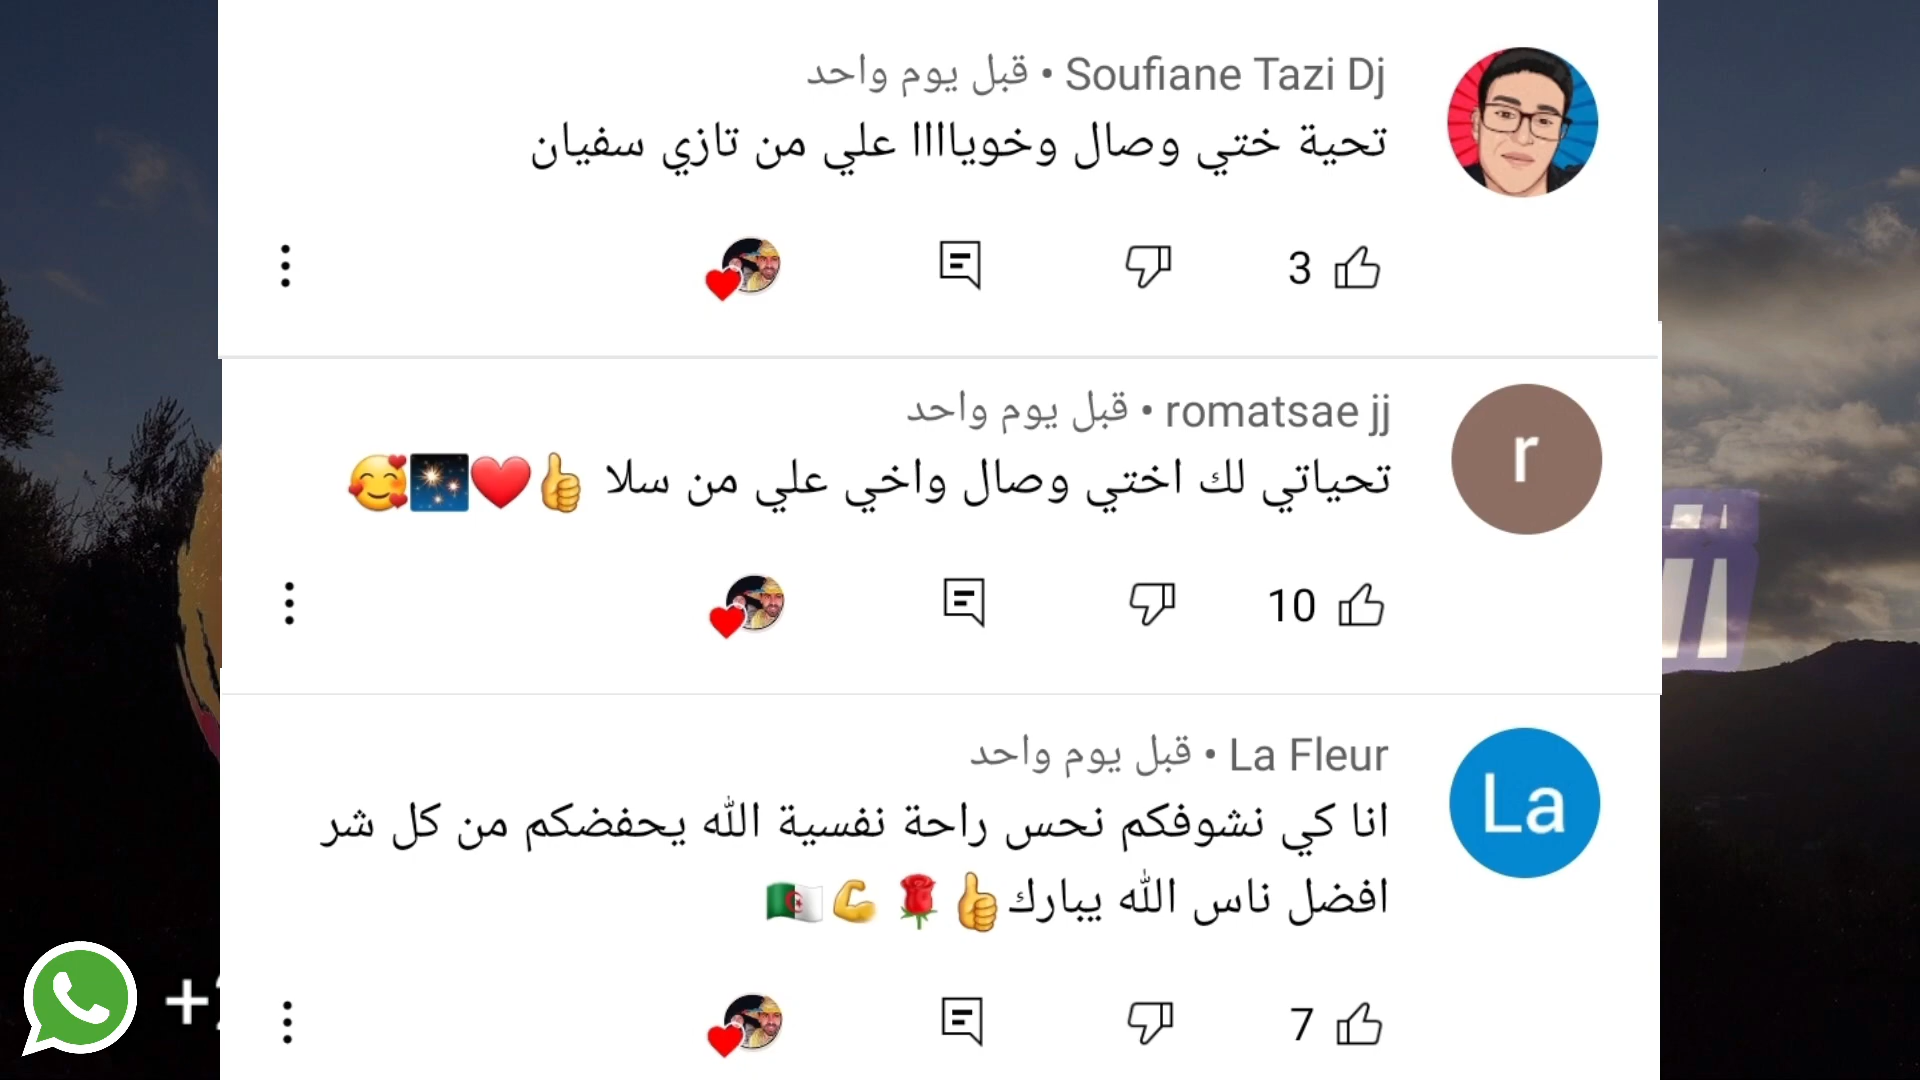 Soufiane Tazi Dj • قبل يوم واحد
تحية ختي وصال وخويااااا علي من تازي سفيان
3
romatsae jj • قبل يوم واحد
تحياتي لك اختي وصال واخي علي من سلا 👍❤️🎇🥰
r
10
La Fleur • قبل يوم واحد
La
انا كي نشوفكم نحس راحة نفسية الله يحفضكم من كل شر
افضل ناس الله يبارك👍🌹💪🇩🇿
7